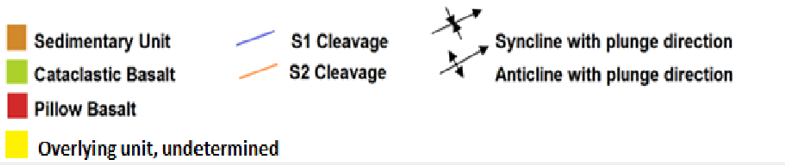 Sedimentary Unit S1 Cleavage Syncline with plunge direction
Cataclastic Basalt S2 Cleavage Anticline with plunge direction
Pillow Basalt
Overlying unit, undetermined